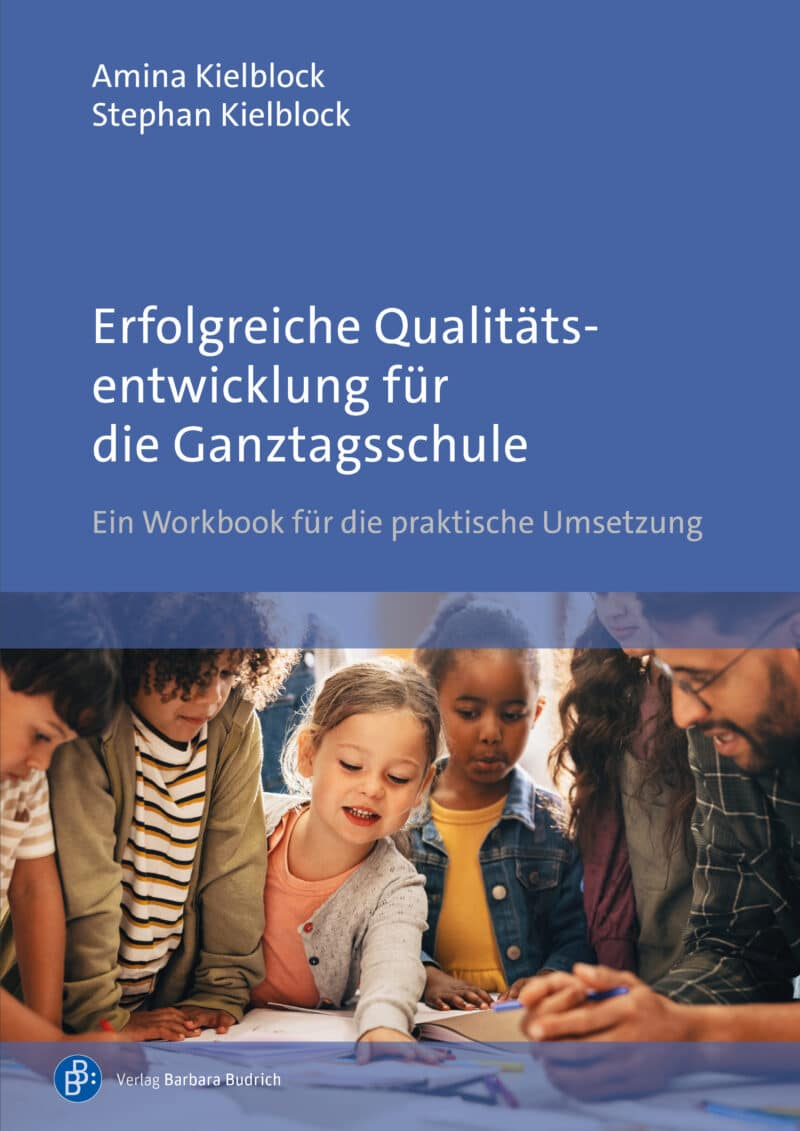 Amina Kielblock
Stephan Kielblock
Erfolgreiche Qualitäts-
entwicklung für
die Ganztagsschule
Ein Workbook für die praktische Umsetzung
BB: Verlag Barbara Budrich